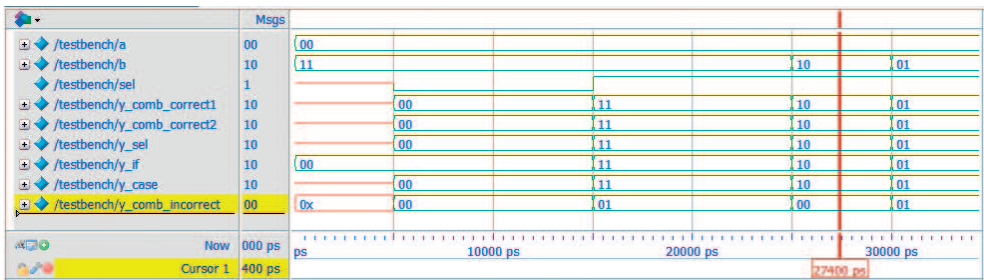 Msgs
/testbench/a 00 00
/testbench/b 10 11 10 01
/testbench/sel 1
/testbench/y_comb_correct1 10 00 11 10 01
/testbench/y_comb_correct2 10 00 11 10 01
/testbench/y_sel 10 00 11 10 01
/testbench/y_if 10 00 11 10 01
/testbench/y_case 10 00 11 10 01
/testbench/y_comb_incorrect 00 0x 00 01 00 01
Now 000 ps ps 10000 ps 20000 ps 30000 ps
Cursor 1 400 ps 27400 ps